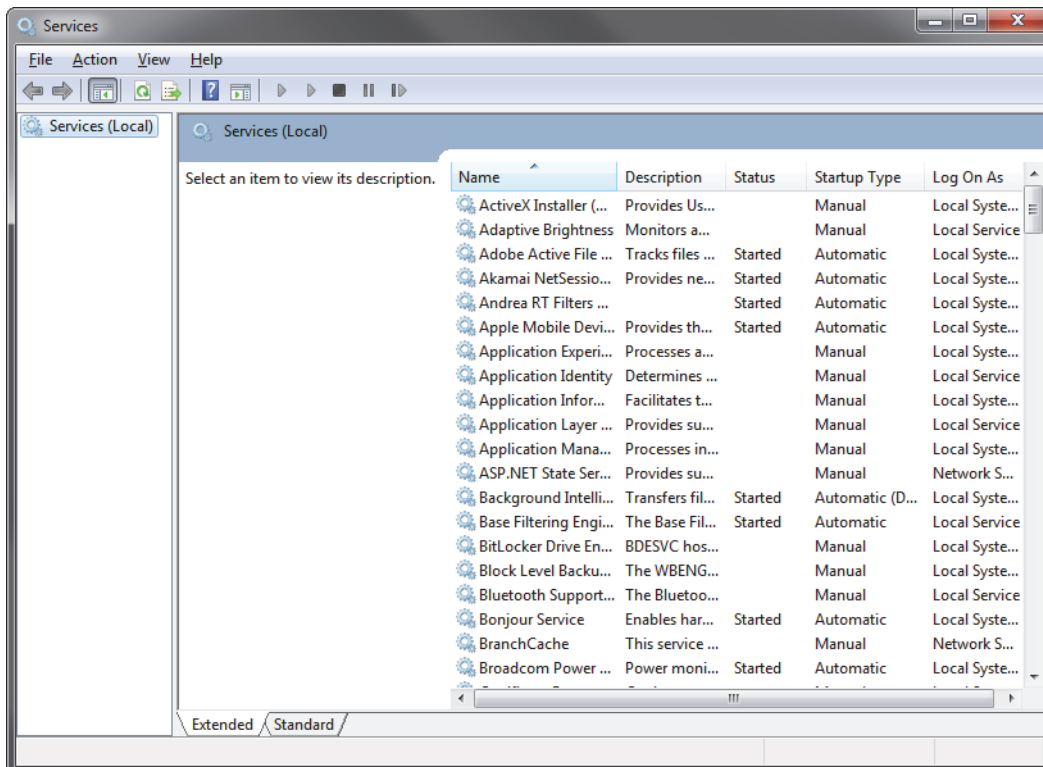 Services
File Action View Help
Services (Local)
Services (Local)
Select an item to view its description.
Name Description Status Startup Type Log On As
ActiveX Installer (... Provides Us... Manual Local Syste...
Adaptive Brightness Monitors a... Manual Local Service
Adobe Active File ... Tracks files ... Started Automatic Local Syste...
Akamai NetSessio... Provides ne... Started Automatic Local Syste...
Andrea RT Filters ... Started Automatic Local Syste...
Apple Mobile Devi... Provides th... Started Automatic Local Syste...
Application Experi... Processes a... Manual Local Syste...
Application Identity Determines ... Manual Local Service
Application Infor... Facilitates t... Manual Local Syste...
Application Layer ... Provides su... Manual Local Service
Application Mana... Processes in... Manual Local Syste...
ASP.NET State Ser... Provides su... Manual Network S...
Background Intelli... Transfers fil... Started Automatic (D... Local Syste...
Base Filtering Engi... The Base Fil... Started Automatic Local Service
BitLocker Drive En... BDESVC hos... Manual Local Syste...
Block Level Backu... The WBENG... Manual Local Syste...
Bluetooth Support... The Bluetoo... Manual Local Service
Bonjour Service Enables har... Started Automatic Local Syste...
BranchCache This service ... Manual Network S...
Broadcom Power ... Power moni... Started Automatic Local Syste...
Extended Standard